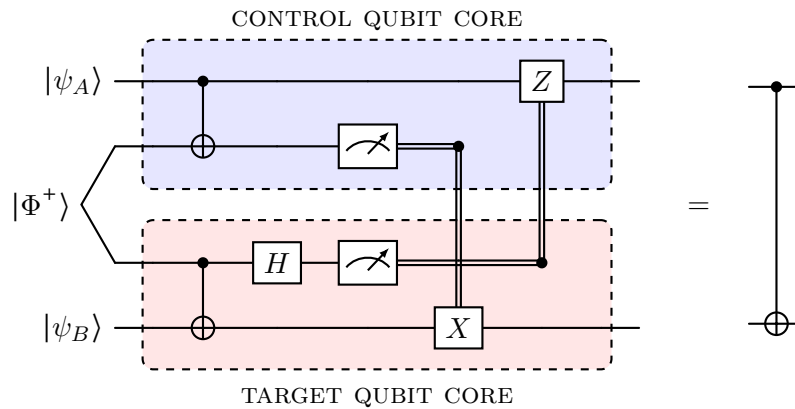 CONTROL QUBIT CORE
|ψ_A⟩
Z
|Φ⁺⟩
=
H
|ψ_B⟩
X
TARGET QUBIT CORE